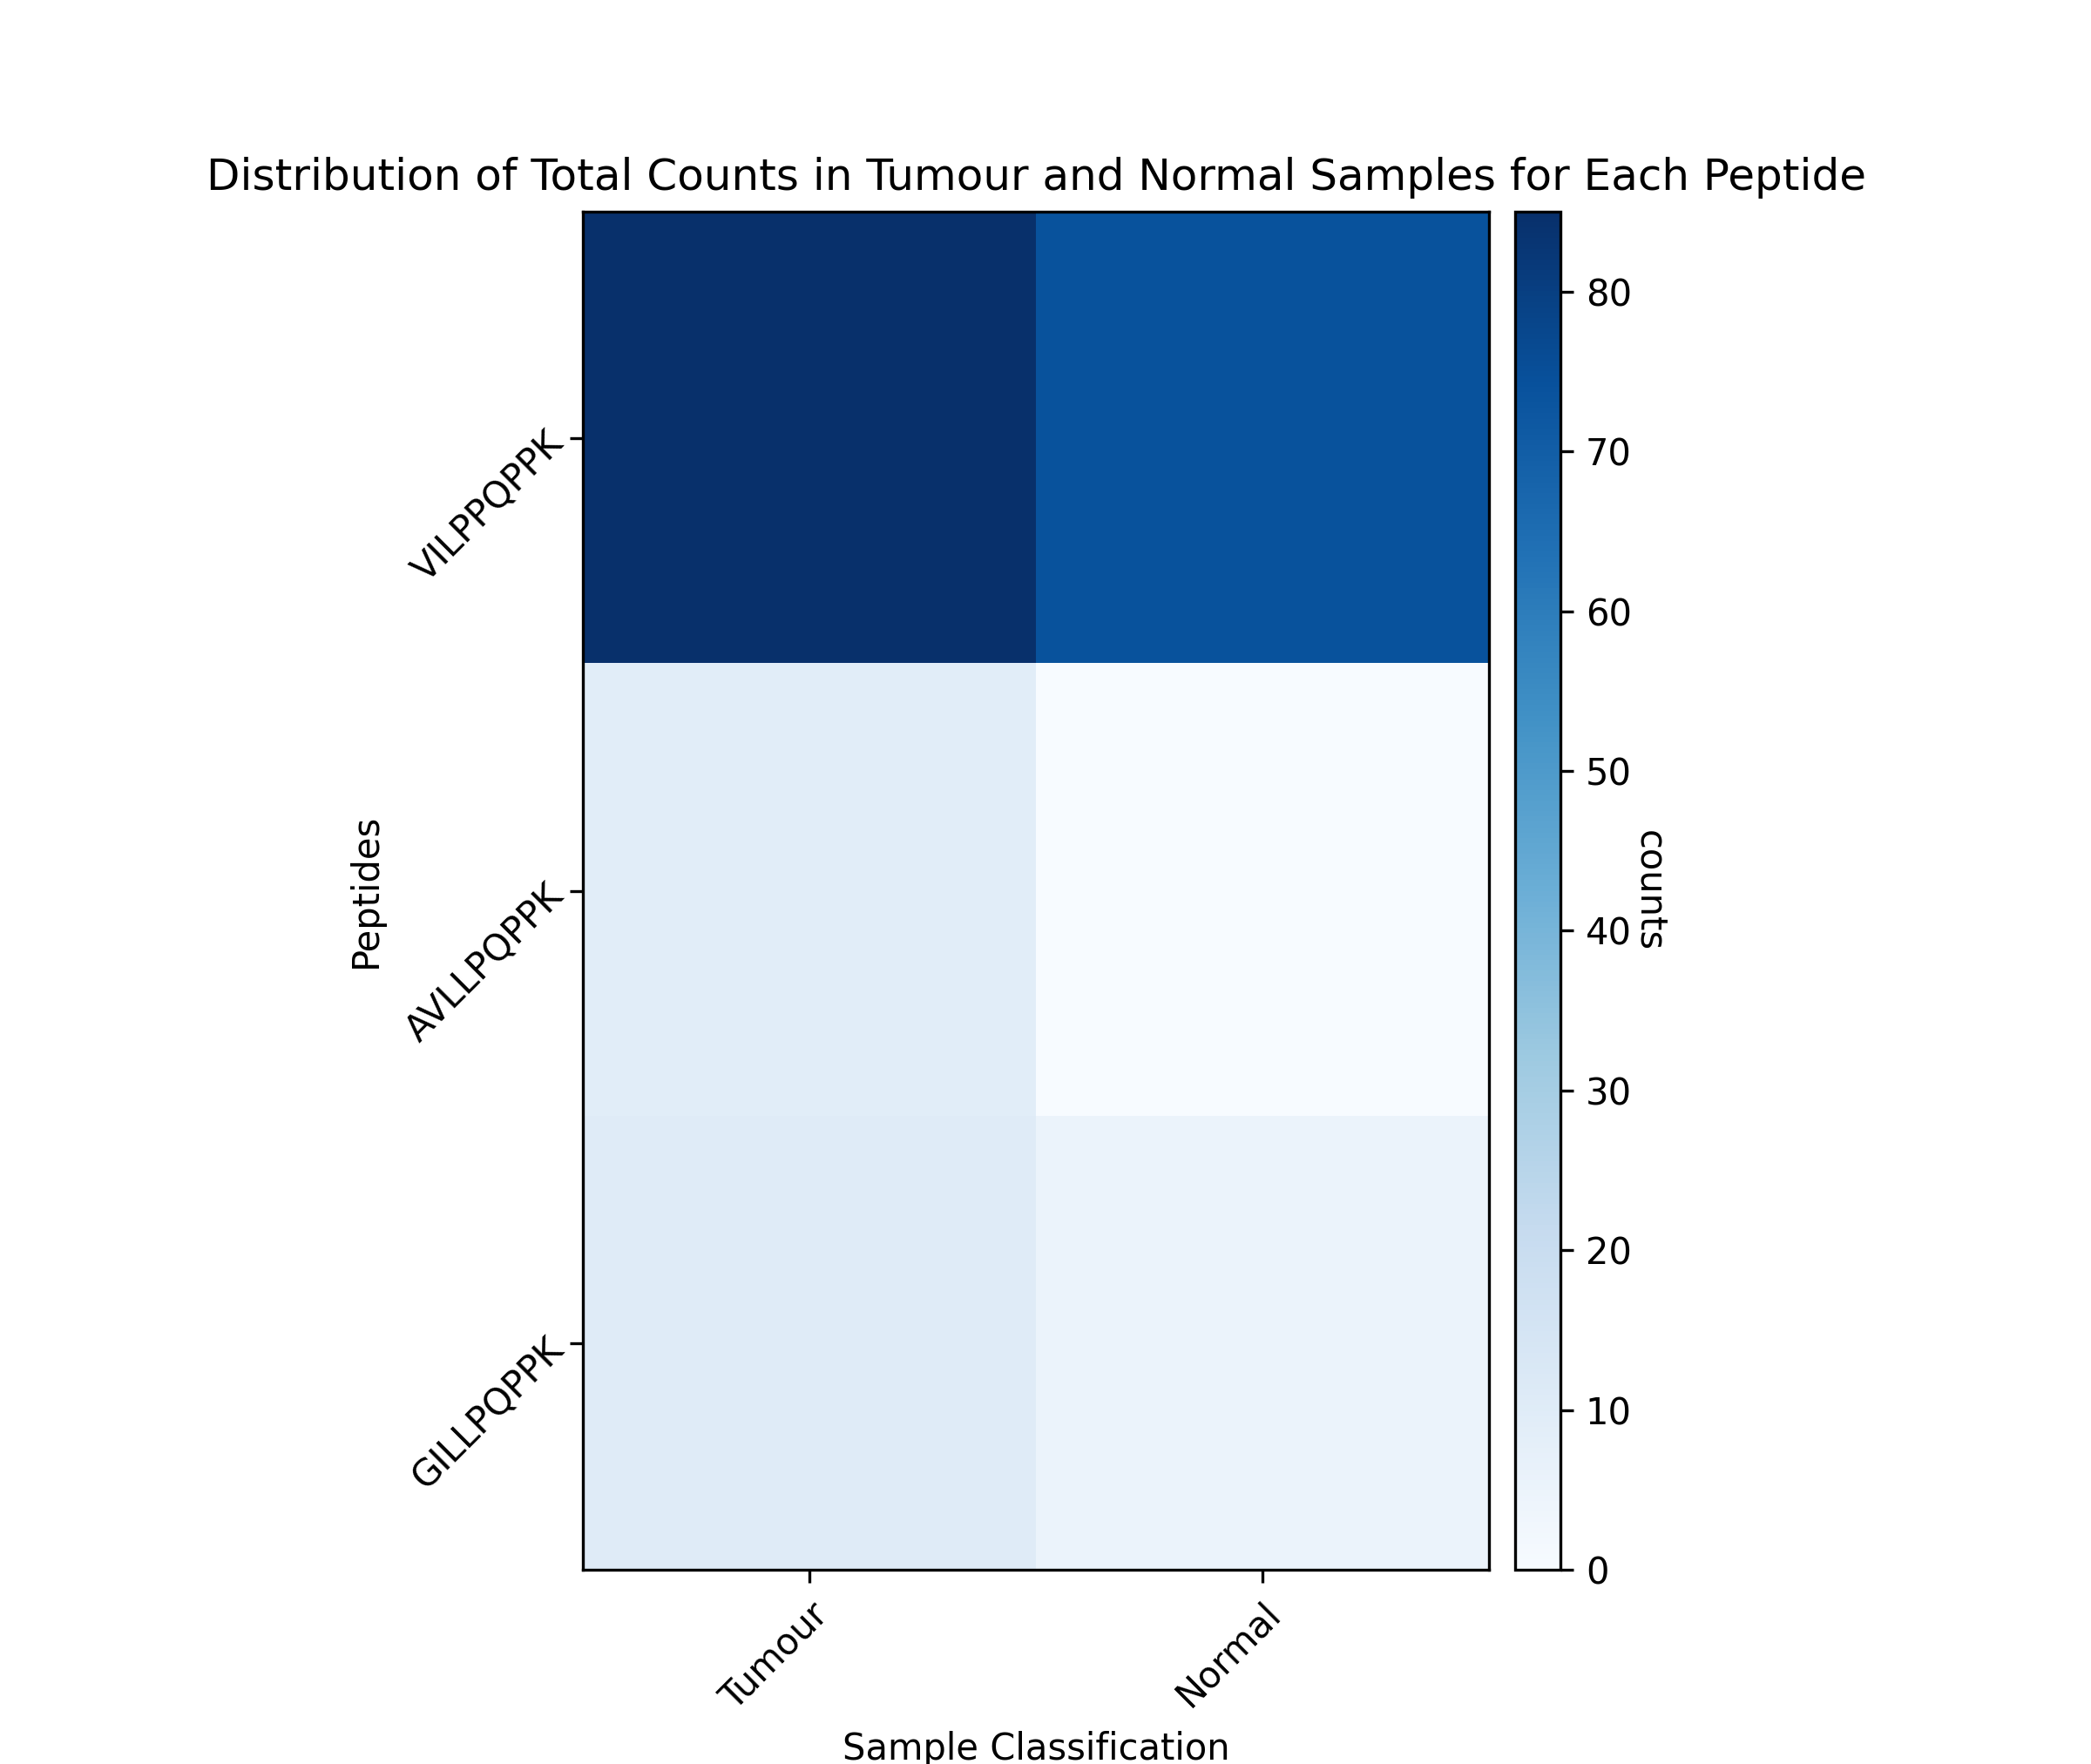 Distribution of Total Counts in Tumour and Normal Samples for Each Peptide
Peptides
VILPPQPPK
AVLLPQPPK
GILLPQPPK
Tumour
Normal
Sample Classification
80
70
60
50
40
30
20
10
0
counts